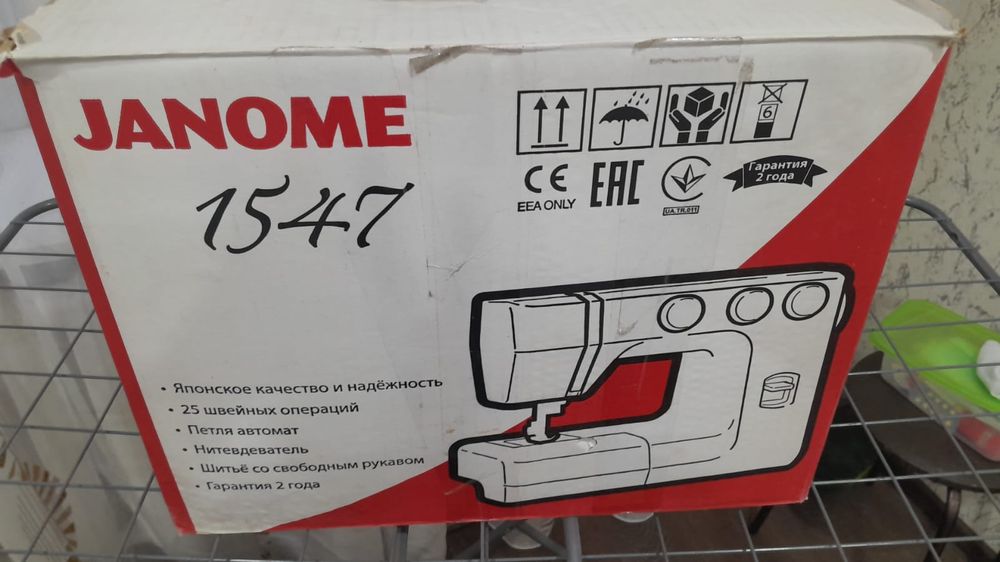 JANOME
1547
6
CE
EEA ONLY
EAC
UA.TR.011
Гарантия
2 года
• Японское качество и надёжность
• 25 швейных операций
• Петля автомат
• Нитевдеватель
• Шитьё со свободным рукавом
• Гарантия 2 года